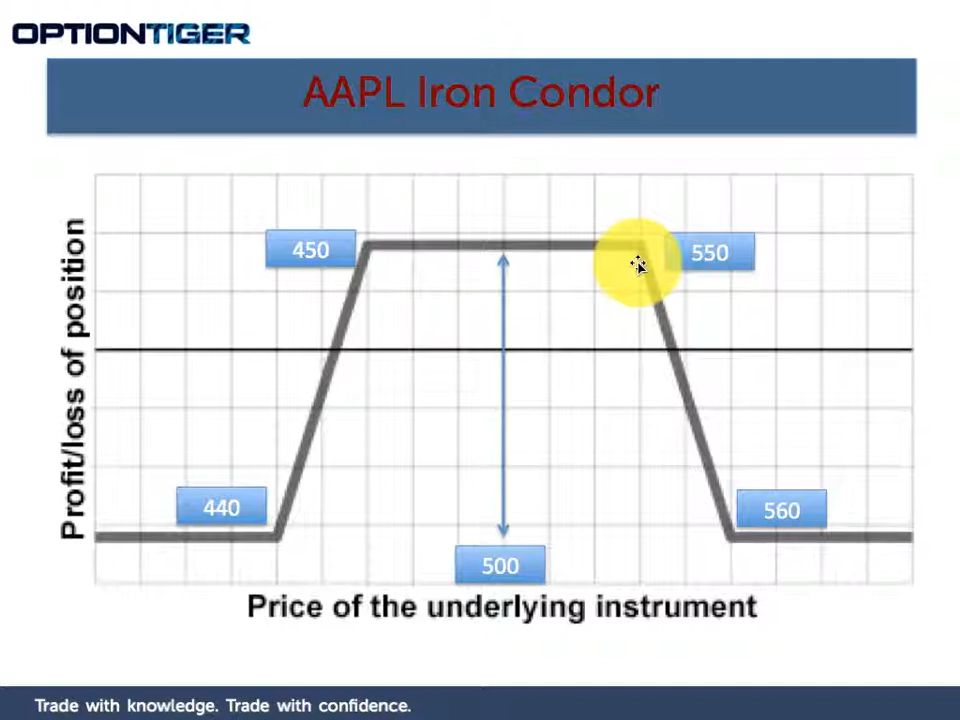 OPTIONTIGER
AAPL Iron Condor
450
550
Profit/loss of position
440
560
500
Price of the underlying instrument
Trade with knowledge. Trade with confidence.